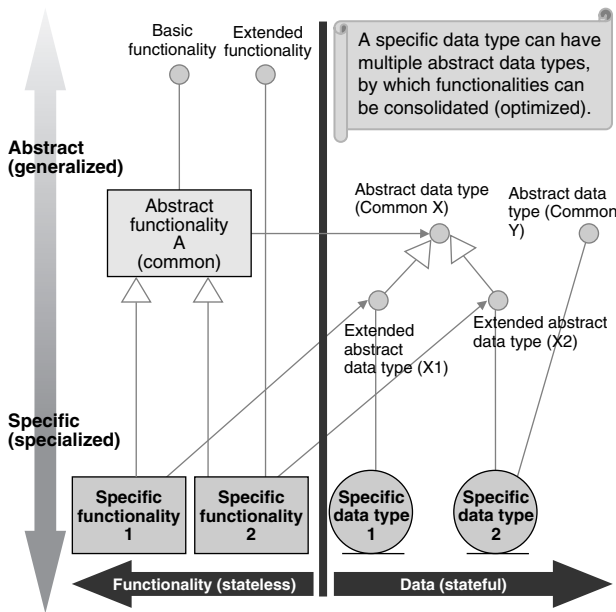 Basic
functionality
Extended
functionality
A specific data type can have
multiple abstract data types,
by which functionalities can
be consolidated (optimized).
Abstract
(generalized)
Abstract
functionality
A
(common)
Abstract data type
(Common X)
Abstract data
type (Common
Y)
Extended
abstract
data type (X1)
Extended abstract
data type (X2)
Specific
(specialized)
Specific
functionality
1
Specific
functionality
2
Specific
data type
1
Specific
data type
2
Functionality (stateless)
Data (stateful)